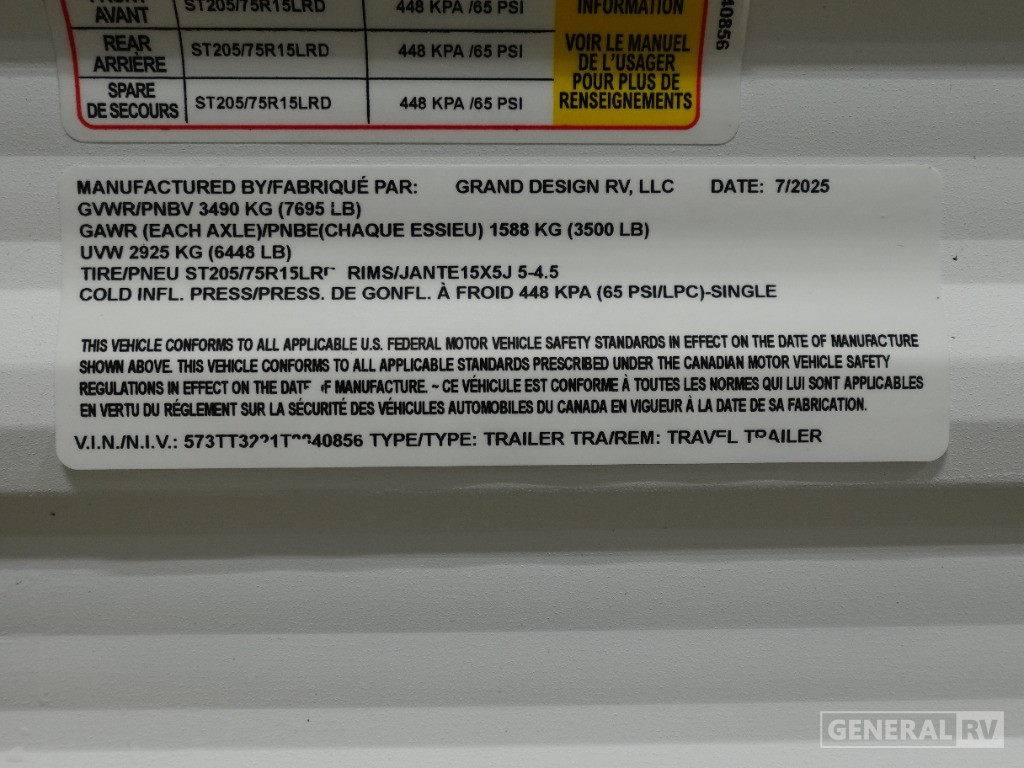 FRONT
AVANT
ST205/75R15LRD
448 KPA /65 PSI
INFORMATION
REAR
ARRIÈRE
ST205/75R15LRD
448 KPA /65 PSI
VOIR LE MANUEL
DE L'USAGER
POUR PLUS DE
RENSEIGNEMENTS
SPARE
DE SECOURS
ST205/75R15LRD
448 KPA /65 PSI
40856
MANUFACTURED BY/FABRIQUÉ PAR: GRAND DESIGN RV, LLC DATE: 7/2025
GVWR/PNBV 3490 KG (7695 LB)
GAWR (EACH AXLE)/PNBE(CHAQUE ESSIEU) 1588 KG (3500 LB)
UVW 2925 KG (6448 LB)
TIRE/PNEU ST205/75R15LRD RIMS/JANTE15X5J 5-4.5
COLD INFL. PRESS/PRESS. DE GONFL. À FROID 448 KPA (65 PSI/LPC)-SINGLE
THIS VEHICLE CONFORMS TO ALL APPLICABLE U.S. FEDERAL MOTOR VEHICLE SAFETY STANDARDS IN EFFECT ON THE DATE OF MANUFACTURE
SHOWN ABOVE. THIS VEHICLE CONFORMS TO ALL APPLICABLE STANDARDS PRESCRIBED UNDER THE CANADIAN MOTOR VEHICLE SAFETY
REGULATIONS IN EFFECT ON THE DATE OF MANUFACTURE. ~ CE VÉHICULE EST CONFORME À TOUTES LES NORMES QUI LUI SONT APPLICABLES
EN VERTU DU RÉGLEMENT SUR LA SÉCURITÉ DES VÉHICULES AUTOMOBILES DU CANADA EN VIGUEUR À LA DATE DE SA FABRICATION.
V.I.N./N.I.V.: TYPE/TYPE: TRAILER TRA/REM: TRAVEL TRAILER
GENERAL RV